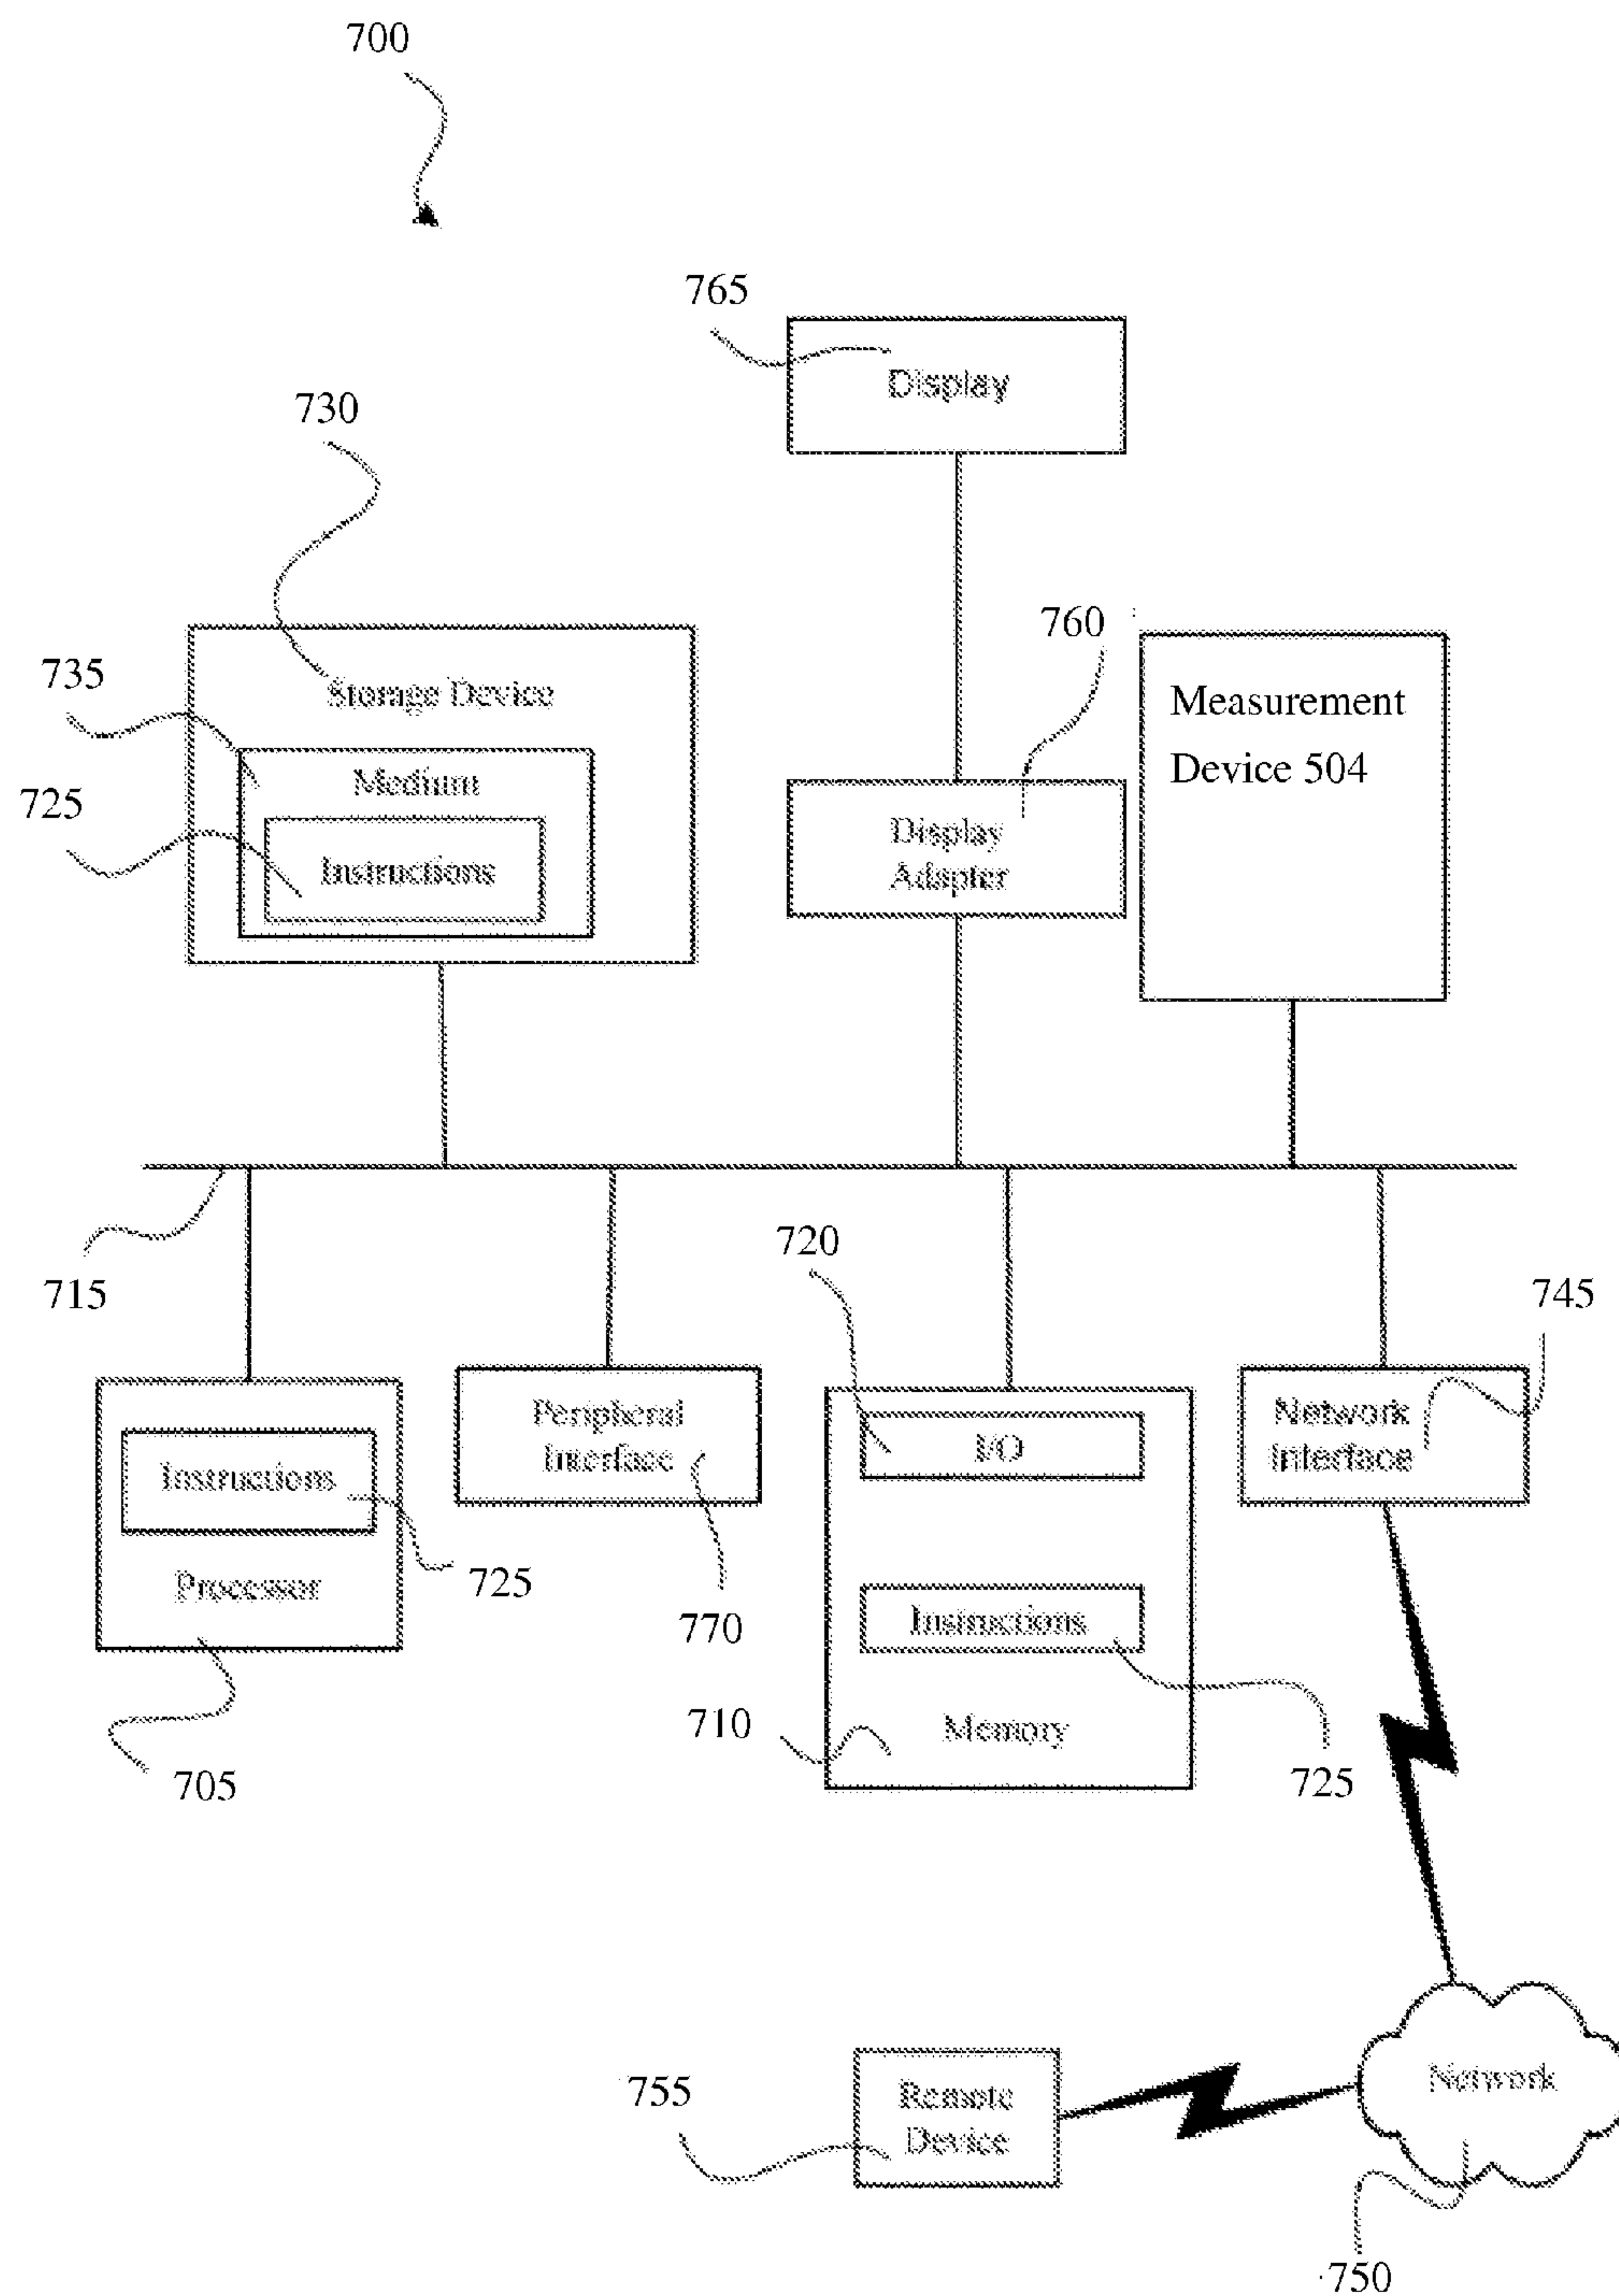 700
765
Display
730
760
735
Storage Device
Measurement
Device 504
Medium
725
Instructions
Display
Adapter
715
720
745
Peripheral
Interface
I/O
Network
Interface
Instructions
Processor
725
770
Instructions
710
Memory
705
725
755
Remote
Device
Network
750